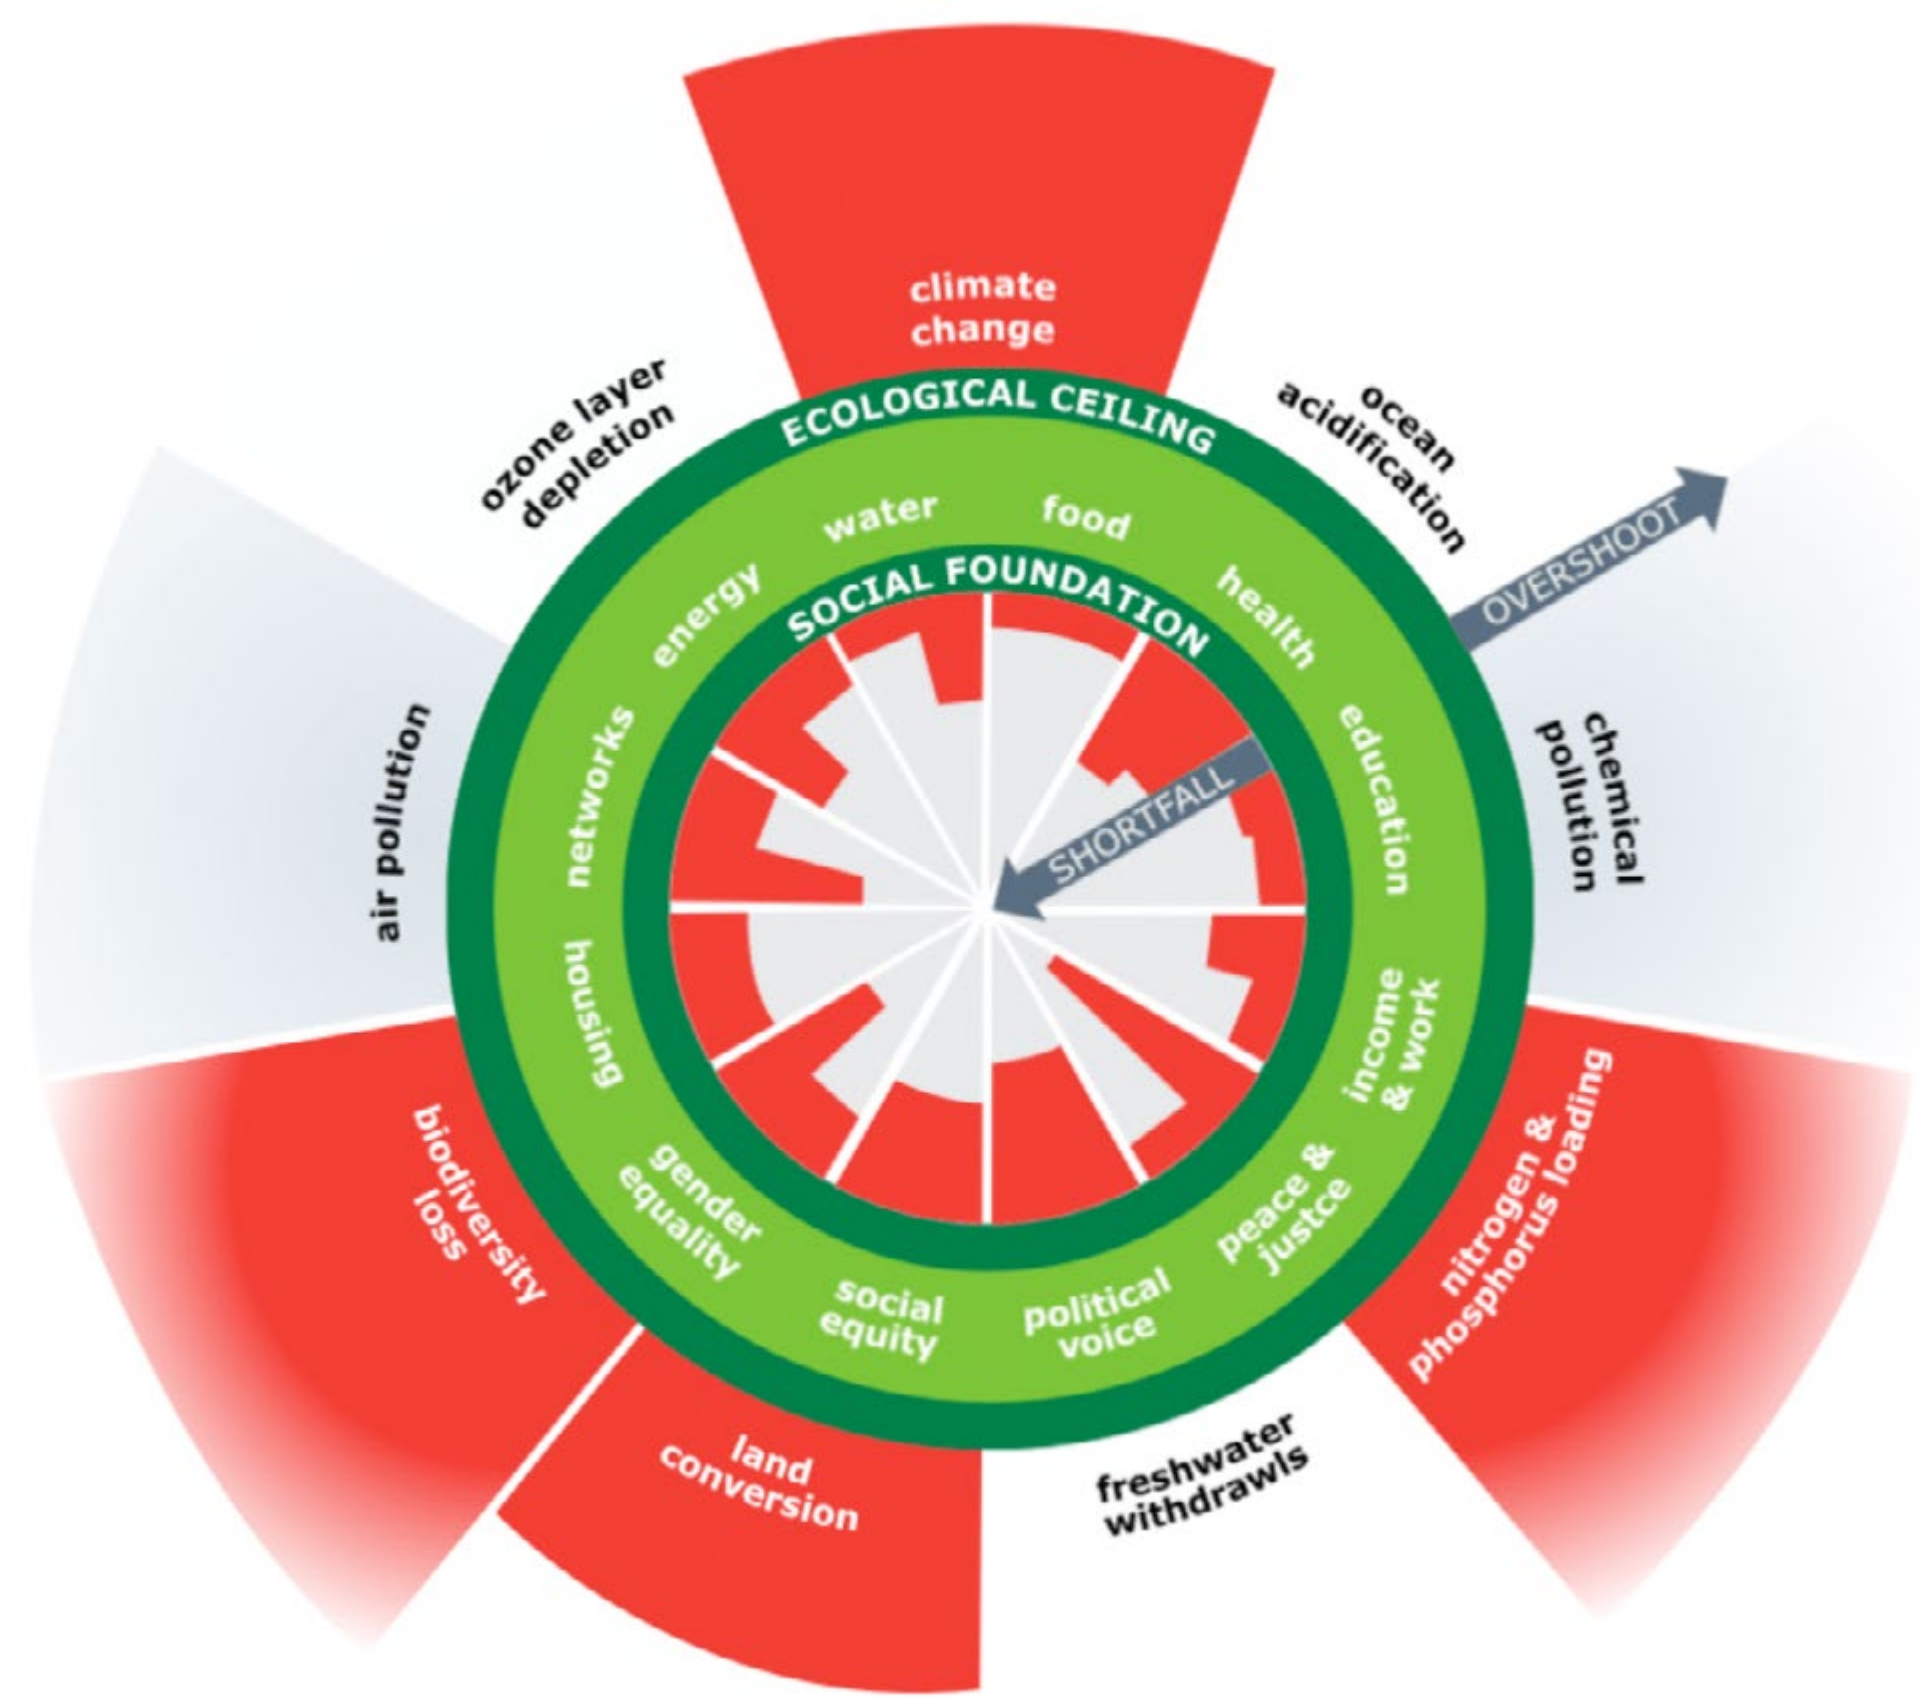 climate
change
ocean
acidification
OVERSHOOT
chemical
pollution
nitrogen &
phosphorus loading
freshwater
withdrawls
land
conversion
biodiversity
loss
air pollution
ozone layer
depletion
ECOLOGICAL CEILING
water
food
health
education
income
& work
peace &
justce
political
voice
social
equity
gender
equality
housing
networks
energy
SOCIAL FOUNDATION
SHORTFALL